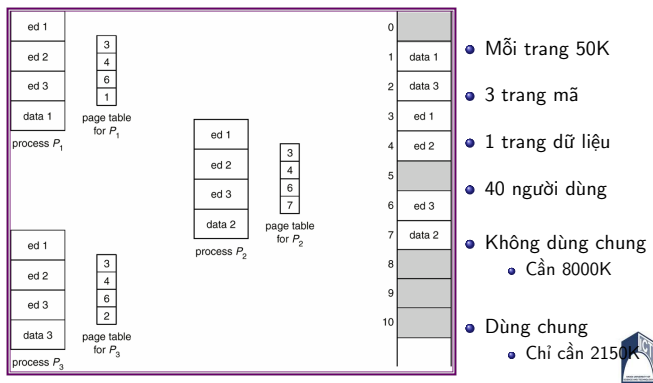 ed 1
ed 2
ed 3
data 1
process P1
3
4
6
1
page table
for P1
ed 1
ed 2
ed 3
data 2
process P2
3
4
6
7
page table
for P2
ed 1
ed 2
ed 3
data 3
process P3
3
4
6
2
page table
for P3
0
1 data 1
2 data 3
3 ed 1
4 ed 2
5
6 ed 3
7 data 2
8
9
10
Mỗi trang 50K
3 trang mã
1 trang dữ liệu
40 người dùng
Không dùng chung
Cần 8000K
Dùng chung
Chỉ cần 2150K